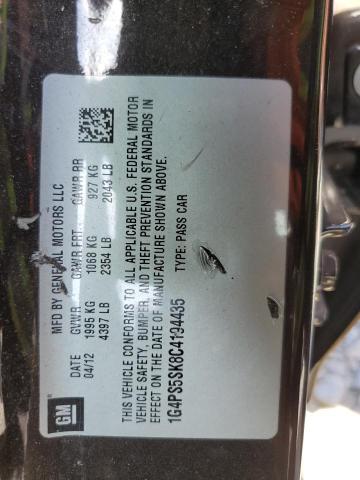 GM
MFD BY GENERAL MOTORS LLC
DATE GVWR GAWR FRT GAWR RR
04/12 1995 KG 1068 KG 927 KG
4397 LB 2354 LB 2043 LB
THIS VEHICLE CONFORMS TO ALL APPLICABLE U.S. FEDERAL MOTOR
VEHICLE SAFETY, BUMPER, AND THEFT PREVENTION STANDARDS IN
EFFECT ON THE DATE OF MANUFACTURE SHOWN ABOVE.
1G4PS5SK8C4194435 TYPE: PASS CAR